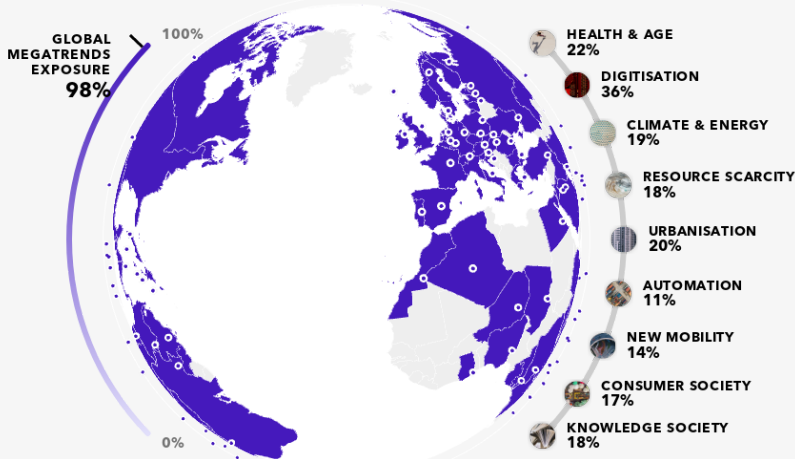 GLOBAL
MEGATRENDS
EXPOSURE
98%
100%
0%
HEALTH & AGE
22%
DIGITISATION
36%
CLIMATE & ENERGY
19%
RESOURCE SCARCITY
18%
URBANISATION
20%
AUTOMATION
11%
NEW MOBILITY
14%
CONSUMER SOCIETY
17%
KNOWLEDGE SOCIETY
18%